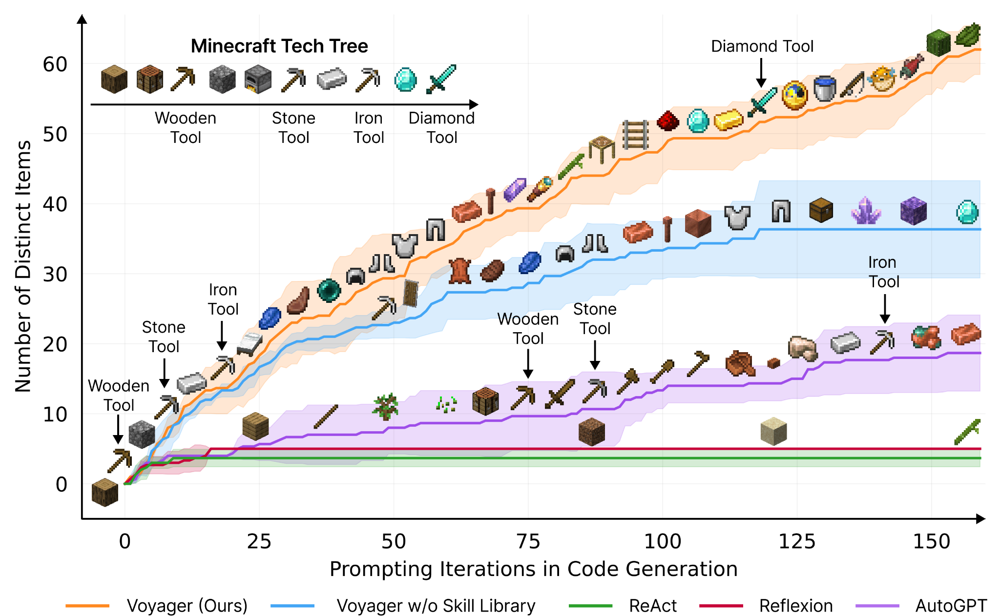 Minecraft Tech Tree
Wooden
Tool
Stone
Tool
Iron
Tool
Diamond
Tool
Diamond Tool
Number of Distinct Items
60
50
40
30
20
10
0
Wooden
Tool
Stone
Tool
Iron
Tool
Wooden
Tool
Stone
Tool
Iron
Tool
0 25 50 75 100 125 150
Prompting Iterations in Code Generation
Voyager (Ours) Voyager w/o Skill Library ReAct Reflexion AutoGPT